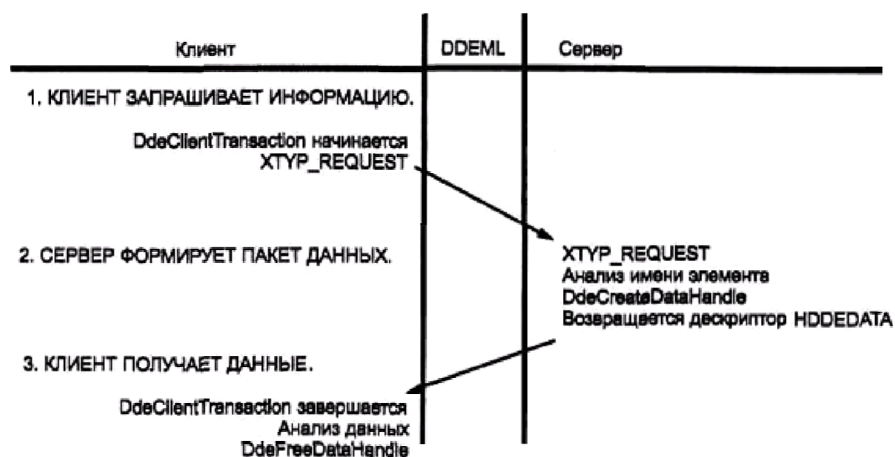 Клиент
DDEML
Сервер
1. КЛИЕНТ ЗАПРАШИВАЕТ ИНФОРМАЦИЮ.
DdeClientTransaction начинается
XTYP_REQUEST
2. СЕРВЕР ФОРМИРУЕТ ПАКЕТ ДАННЫХ.
XTYP_REQUEST
Анализ имени элемента
DdeCreateDataHandle
Возвращается дескриптор HDDEDATA
3. КЛИЕНТ ПОЛУЧАЕТ ДАННЫЕ.
DdeClientTransaction завершается
Анализ данных
DdeFreeDataHandle